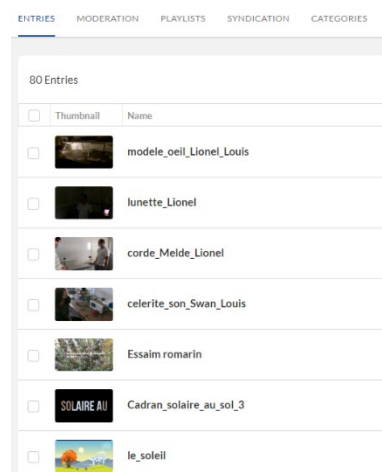 ENTRIES MODERATION PLAYLISTS SYNDICATION CATEGORIES
80 Entries
Thumbnail Name
modele_oeil_Lionel_Louis
lunette_Lionel
corde_Melde_Lionel
celerite_son_Swan_Louis
Essaim romarin
SOLAIRE AU Cadran_solaire_au_sol_3
le_soleil